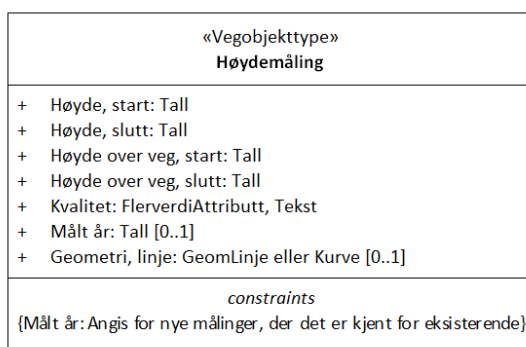 «Vegobjekttype»
Høydemåling
+ Høyde, start: Tall
+ Høyde, slutt: Tall
+ Høyde over veg, start: Tall
+ Høyde over veg, slutt: Tall
+ Kvalitet: FlerverdiAttributt, Tekst
+ Målt år: Tall [0..1]
+ Geometri, linje: GeomLinje eller Kurve [0..1]
constraints
{Målt år: Angis for nye målinger, der det er kjent for eksisterende}